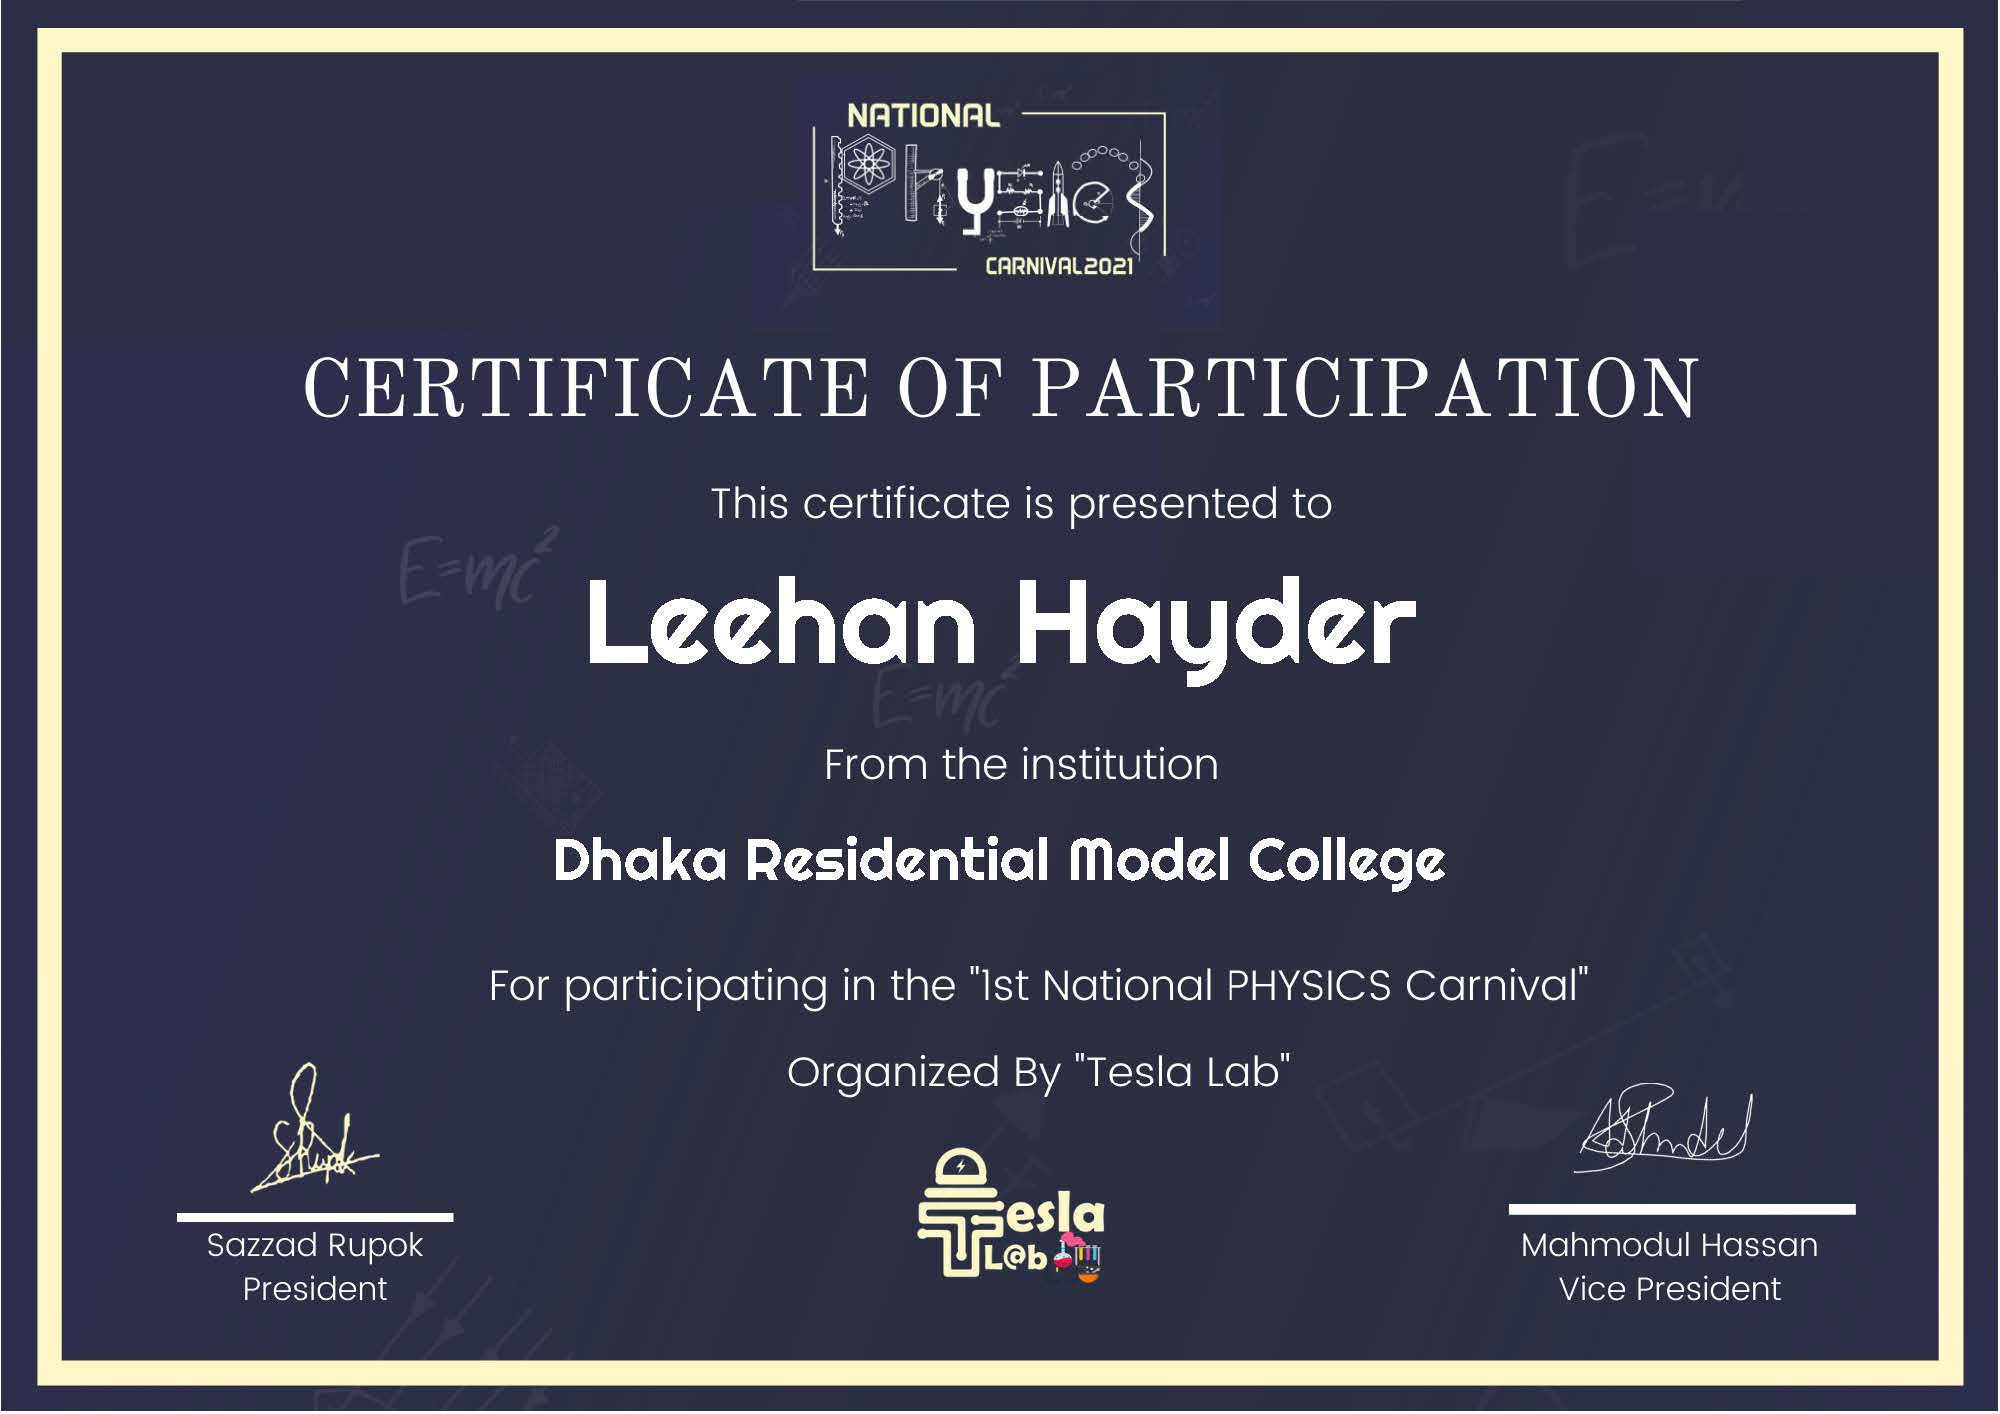 NATIONAL
Physics
CARNIVAL2021
CERTIFICATE OF PARTICIPATION
This certificate is presented to
E=mc²
Leehan Hayder
E=mc²
From the institution
Dhaka Residential Model College
For participating in the "1st National PHYSICS Carnival"
Organized By "Tesla Lab"
Tesla
L@b
Sazzad Rupok
President
Mahmodul Hassan
Vice President